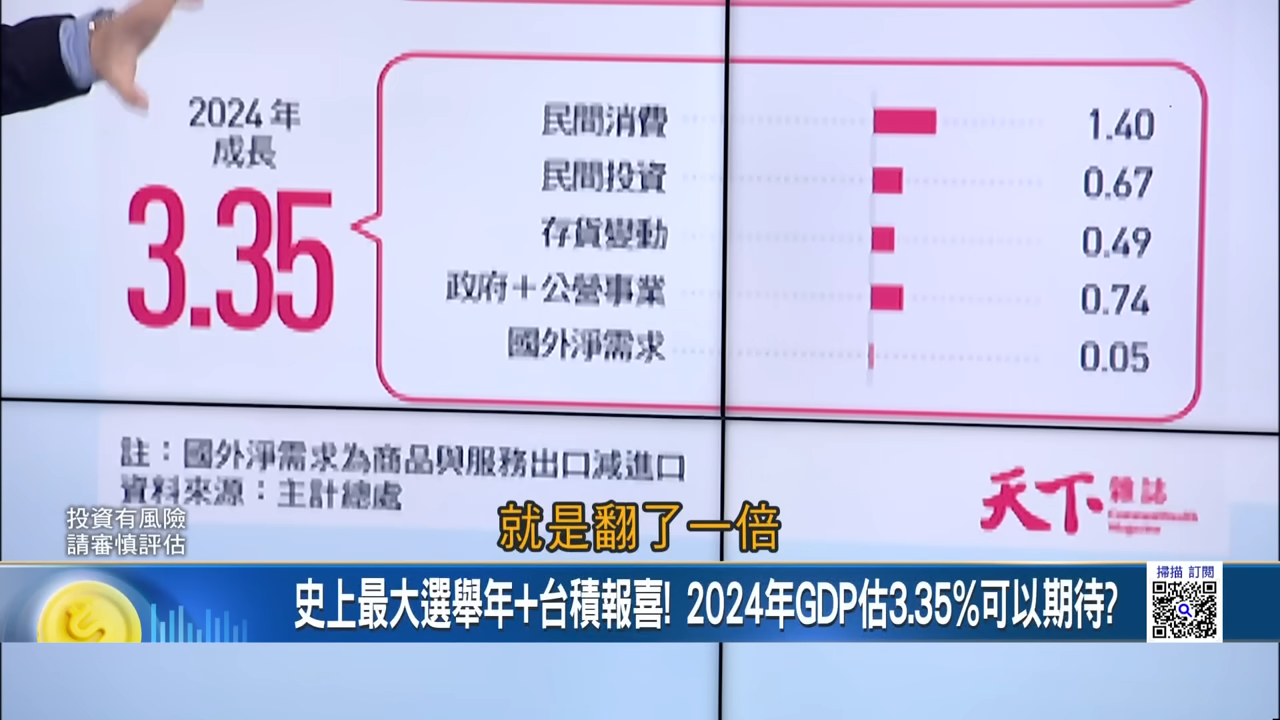 2024年
成長
3.35
民間消費 1.40
民間投資 0.67
存貨變動 0.49
政府+公營事業 0.74
國外淨需求 0.05
註:國外淨需求為商品與服務出口減進口
資料來源:主計總處
天下雜誌
投資有風險
請審慎評估
就是翻了一倍
史上最大選舉年+台積報喜! 2024年GDP估3.35%可以期待?
掃描 訂閱